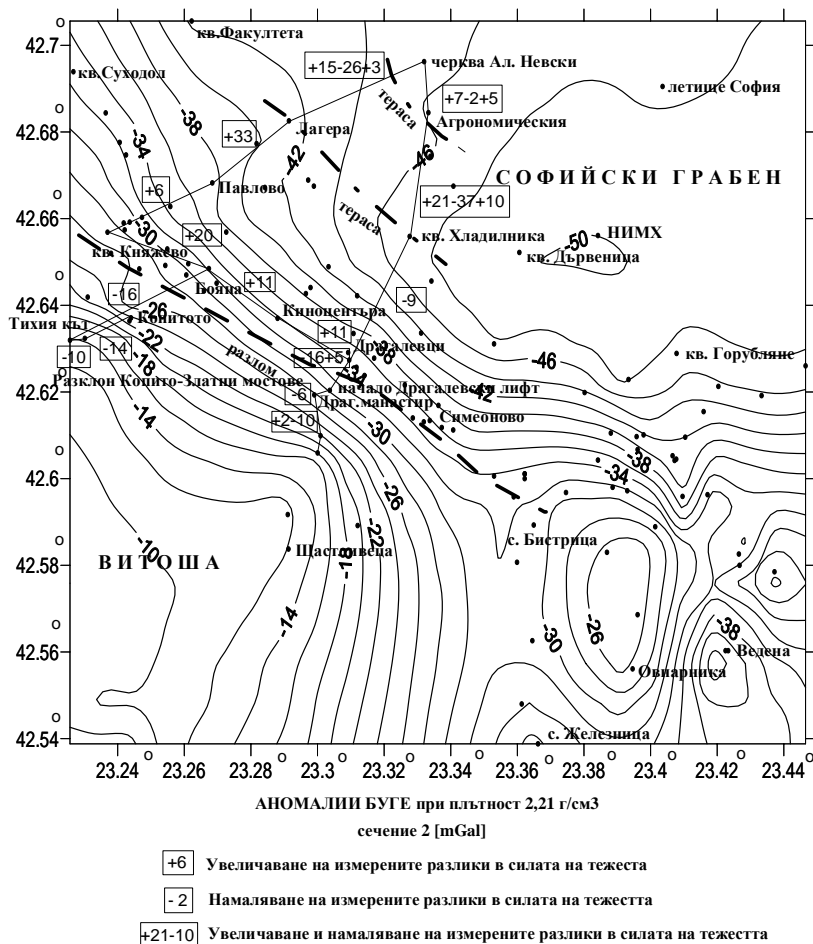 42.7
кв.Факултета
кв.Суходол
+15-26+3
черква Ал. Невски
летище София
+7-2+5
-38
тераса
Агрономическия
42.68
-34
+33
Лагера
-42
-46
СОФИЙСКИ ГРАБЕН
+6
Павлово
+21-37+10
42.66
тераса
-30
+20
кв. Хладилника
-50
НИМХ
кв. Княжево
кв. Дървеница
-16
Бояна
+11
-9
42.64
-26
Копитото
Киноцентъра
Тихия кът
-22
+11
Драгалевци
-38
-46
кв. Горубляне
-10
-14
-18
разлом
-16+5
-34
Разклон Копито-Златни мостове
начало Драгалевски лифт
-42
42.62
-14
-6
Драг.манастир
+2-10
Симеоново
-30
-38
-34
42.6
-26
-22
с. Бистрица
-10
ВИТОША
Щастливеца
-18
42.58
-14
-26
-30
-38
42.56
Ведена
Овнарника
с. Железница
42.54
23.24 23.26 23.28 23.3 23.32 23.34 23.36 23.38 23.4 23.42 23.44
АНОМАЛИИ БУГЕ при плътност 2,21 г/см3
сечение 2 [mGal]
+6 Увеличаване на измерените разлики в силата на тежеста
- 2 Намаляване на измерените разлики в силата на тежестта
+21-10 Увеличаване и намаляване на измерените разлики в силата на тежестта